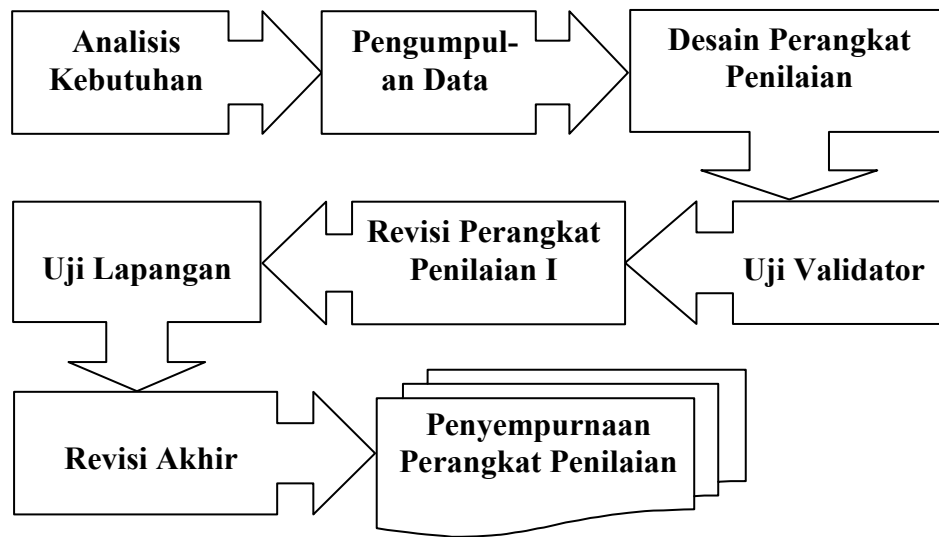 Analisis
Kebutuhan
Pengumpul-
an Data
Desain Perangkat
Penilaian
Uji Validator
Revisi Perangkat
Penilaian I
Uji Lapangan
Revisi Akhir
Penyempurnaan
Perangkat Penilaian